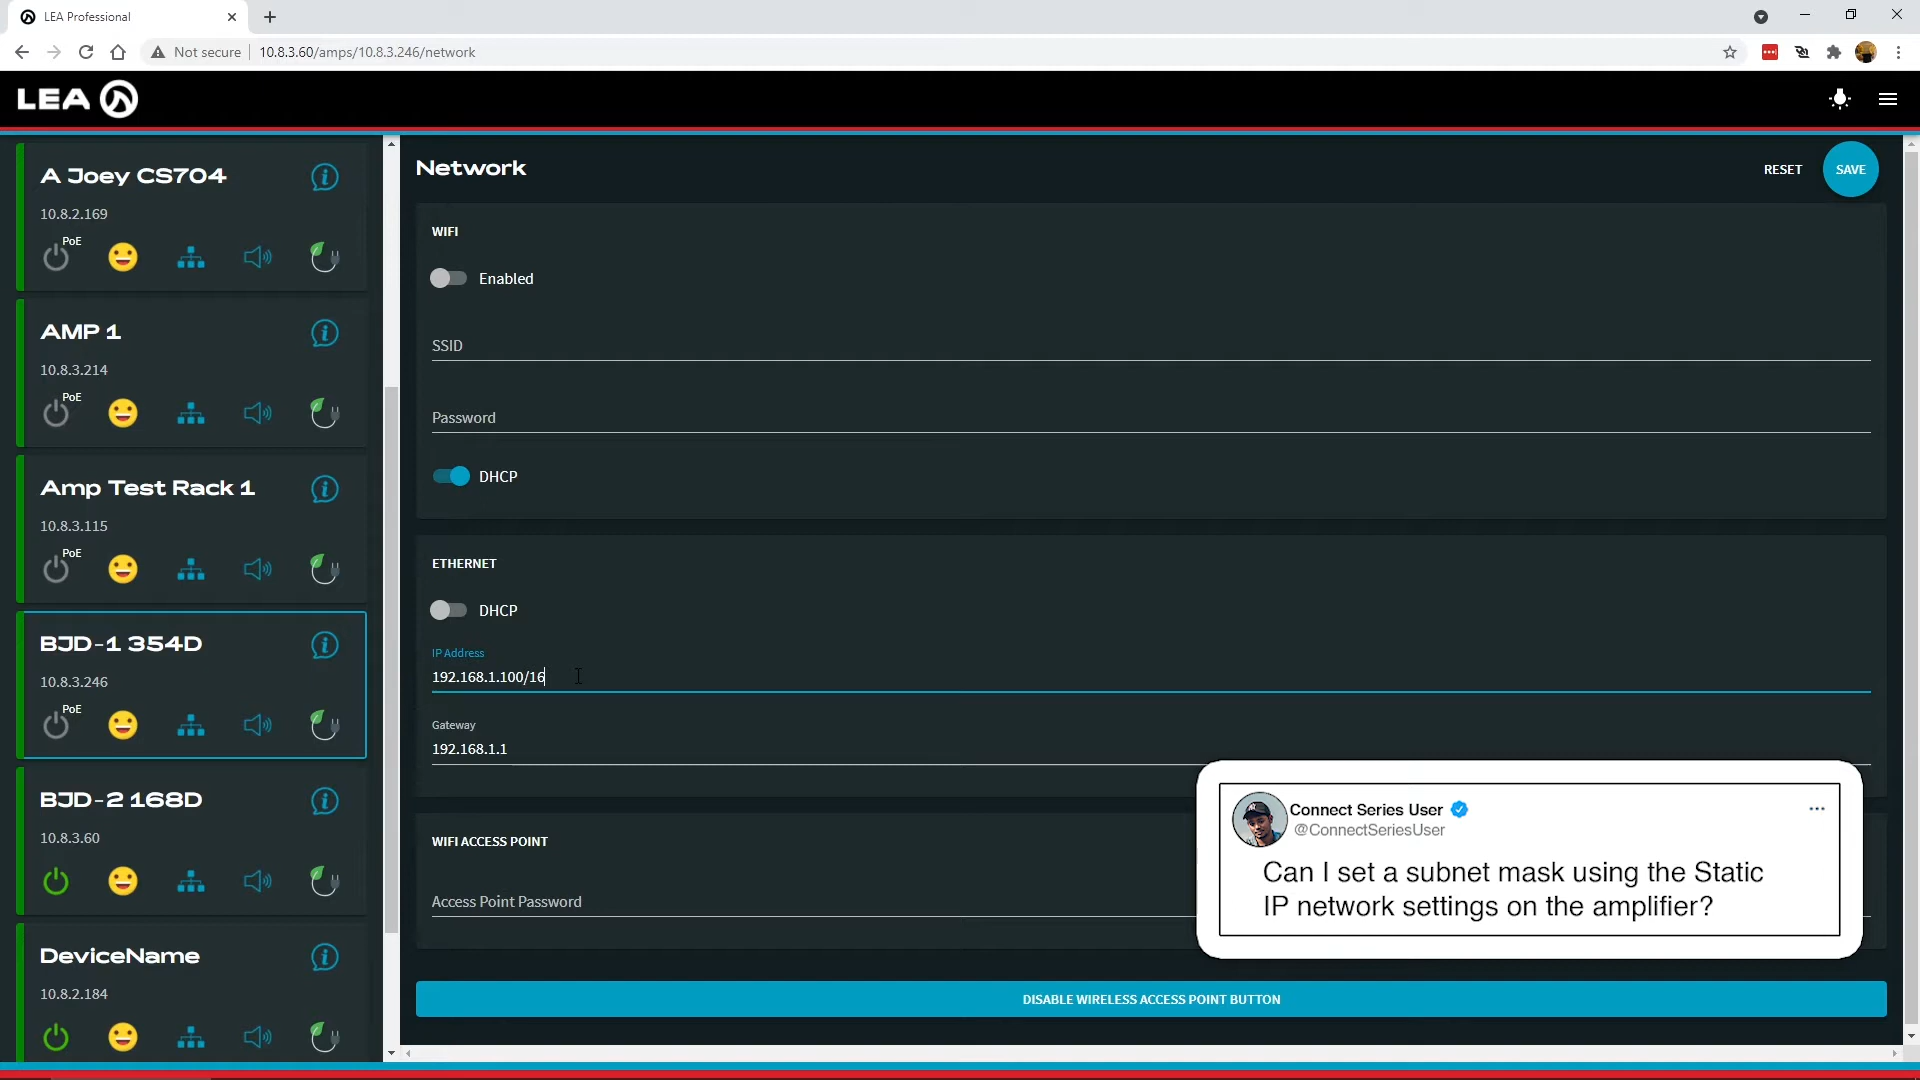 LEA Professional
Not secure
10.8.3.60/amps/10.8.3.246/network
LEA
A Joey CS704
10.8.2.169
PoE
AMP 1
10.8.3.214
PoE
Amp Test Rack 1
10.8.3.115
PoE
BJD-1 354D
10.8.3.246
PoE
BJD-2 168D
10.8.3.60
DeviceName
10.8.2.184
Network
RESET
SAVE
WIFI
Enabled
SSID
Password
DHCP
ETHERNET
DHCP
IP Address
192.168.1.100/16
Gateway
192.168.1.1
WIFI ACCESS POINT
Access Point Password
Connect Series User
@ConnectSeriesUser
Can I set a subnet mask using the Static
IP network settings on the amplifier?
DISABLE WIRELESS ACCESS POINT BUTTON